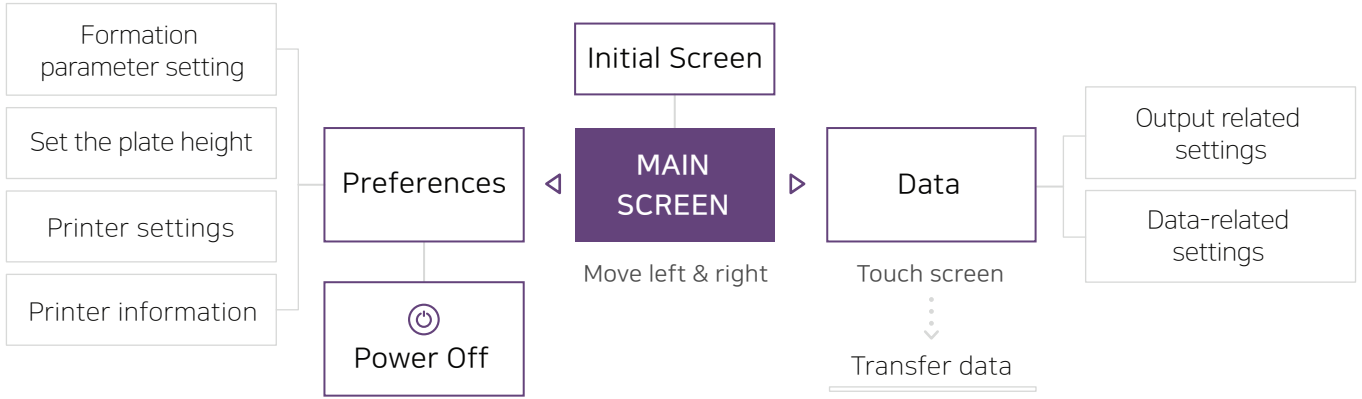 Formation
parameter setting
Set the plate height
Printer settings
Printer information
Preferences
Power Off
Initial Screen
MAIN
SCREEN
Move left & right
Data
Touch screen
Transfer data
Output related
settings
Data-related
settings